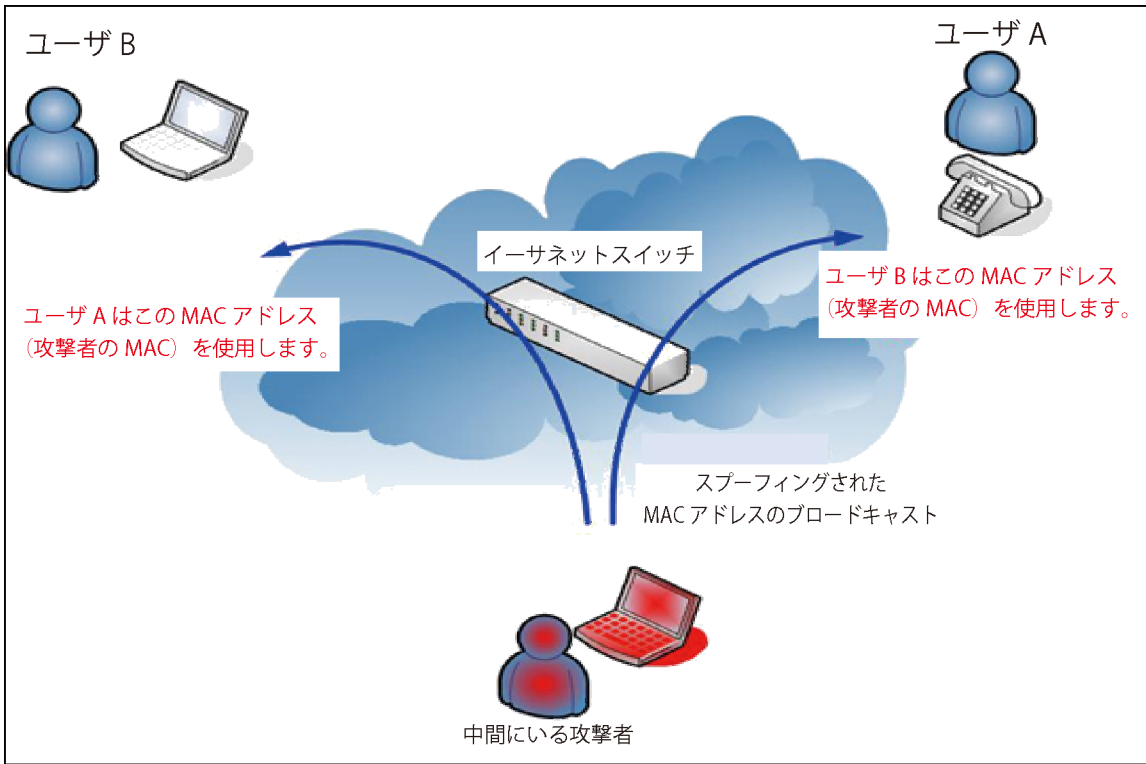 ユーザ B
ユーザ A
イーサネットスイッチ
ユーザ B はこの MAC アドレス
(攻撃者の MAC) を使用します。
ユーザ A はこの MAC アドレス
(攻撃者の MAC) を使用します。
スプーフィングされた
MAC アドレスのブロードキャスト
中間にいる攻撃者